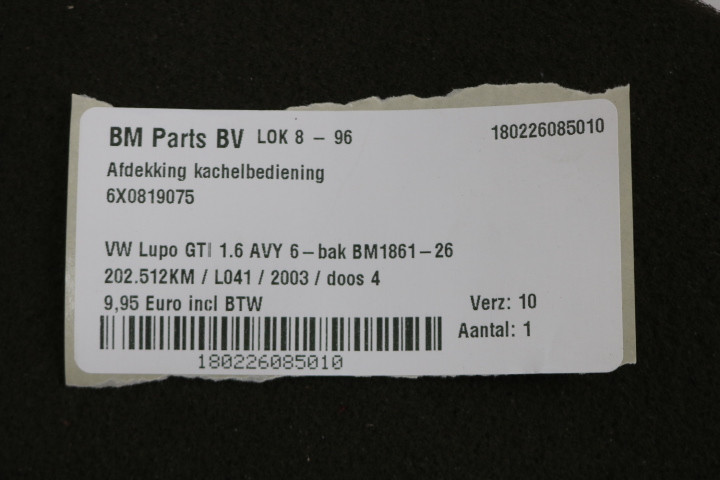 BM Parts BV LOK 8 - 96 180226085010
Afdekking kachelbediening
6X0819075
VW Lupo GTI 1.6 AVY 6-bak BM1861-26
202.512KM / L041 / 2003 / doos 4
9,95 Euro incl BTW Verz: 10
Aantal: 1
180226085010